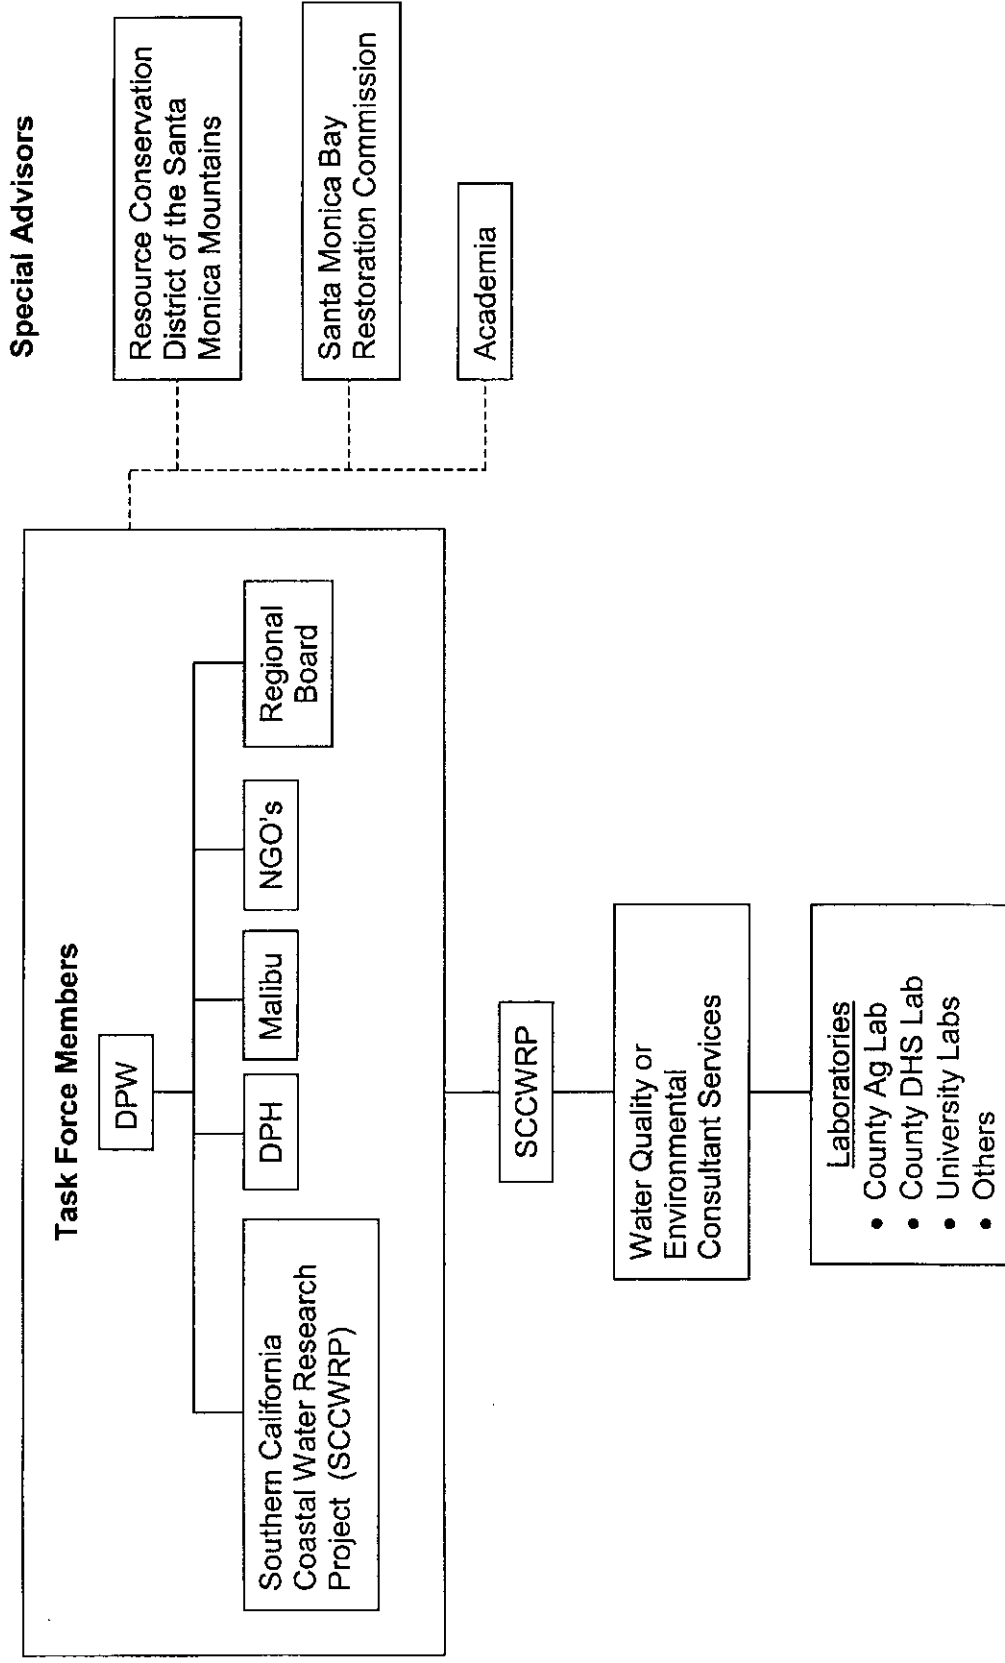 Special Advisors
Task Force Members
DPW
Southern California
Coastal Water Research
Project (SCCWRP)
DPH
Malibu
NGO's
Regional
Board
Resource Conservation
District of the Santa
Monica Mountains
Santa Monica Bay
Restoration Commission
Academia
SCCWRP
Water Quality or
Environmental
Consultant Services
Laboratories
• County Ag Lab
• County DHS Lab
• University Labs
• Others